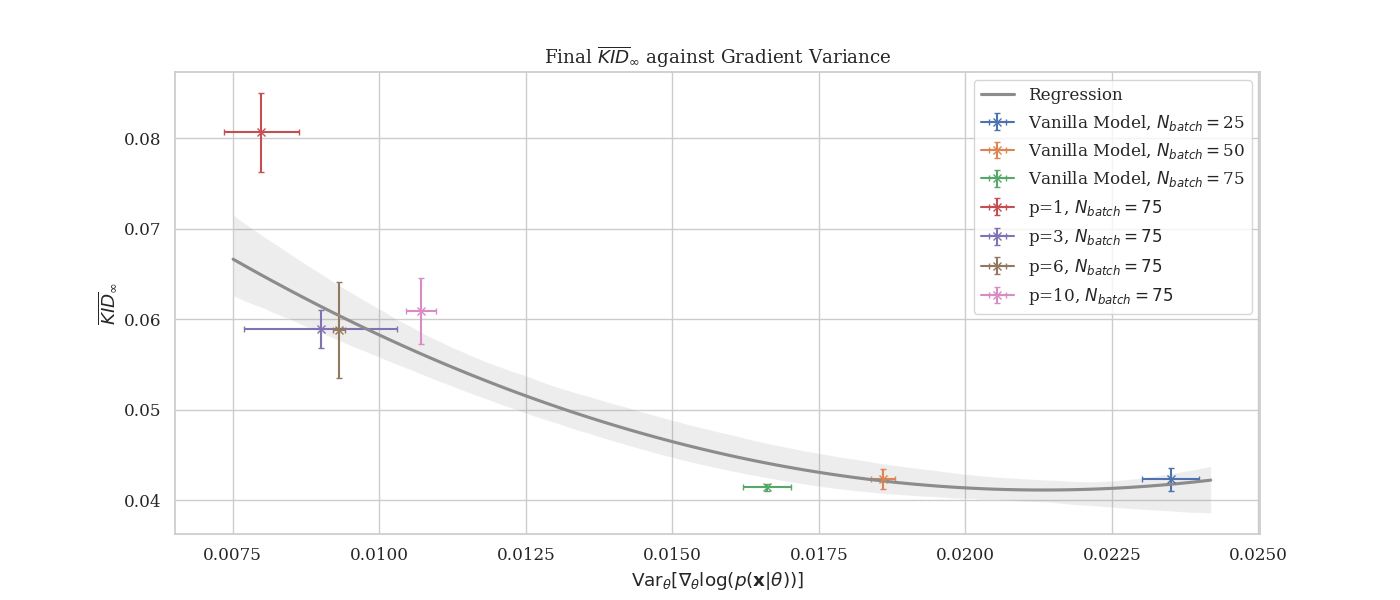 Final $\overline{KID}_\infty$ against Gradient Variance
$\overline{KID}_\infty$
0.08
0.07
0.06
0.05
0.04
Regression
Vanilla Model, $N_{batch} = 25$
Vanilla Model, $N_{batch} = 50$
Vanilla Model, $N_{batch} = 75$
p=1, $N_{batch} = 75$
p=3, $N_{batch} = 75$
p=6, $N_{batch} = 75$
p=10, $N_{batch} = 75$
0.0075 0.0100 0.0125 0.0150 0.0175 0.0200 0.0225 0.0250
$\mathrm{Var}_\theta[\nabla_\theta \log(p(\mathbf{x}|\theta))]$